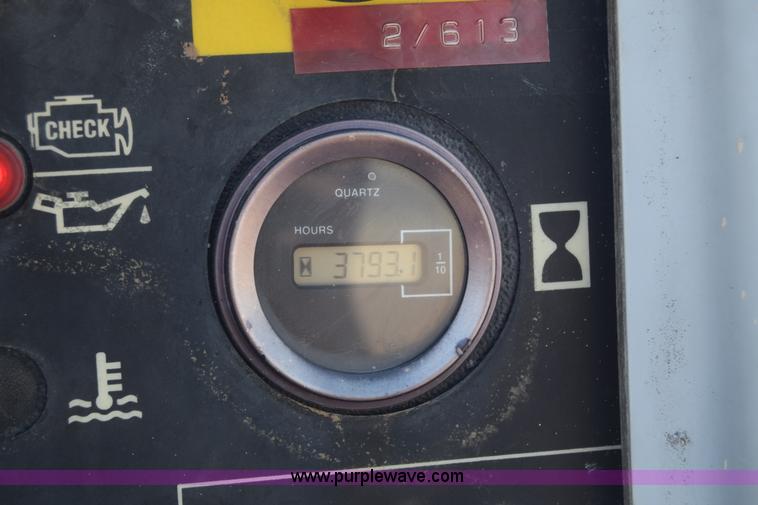 2/613
CHECK
QUARTZ
HOURS
3793.1 1/10
www.purplewave.com